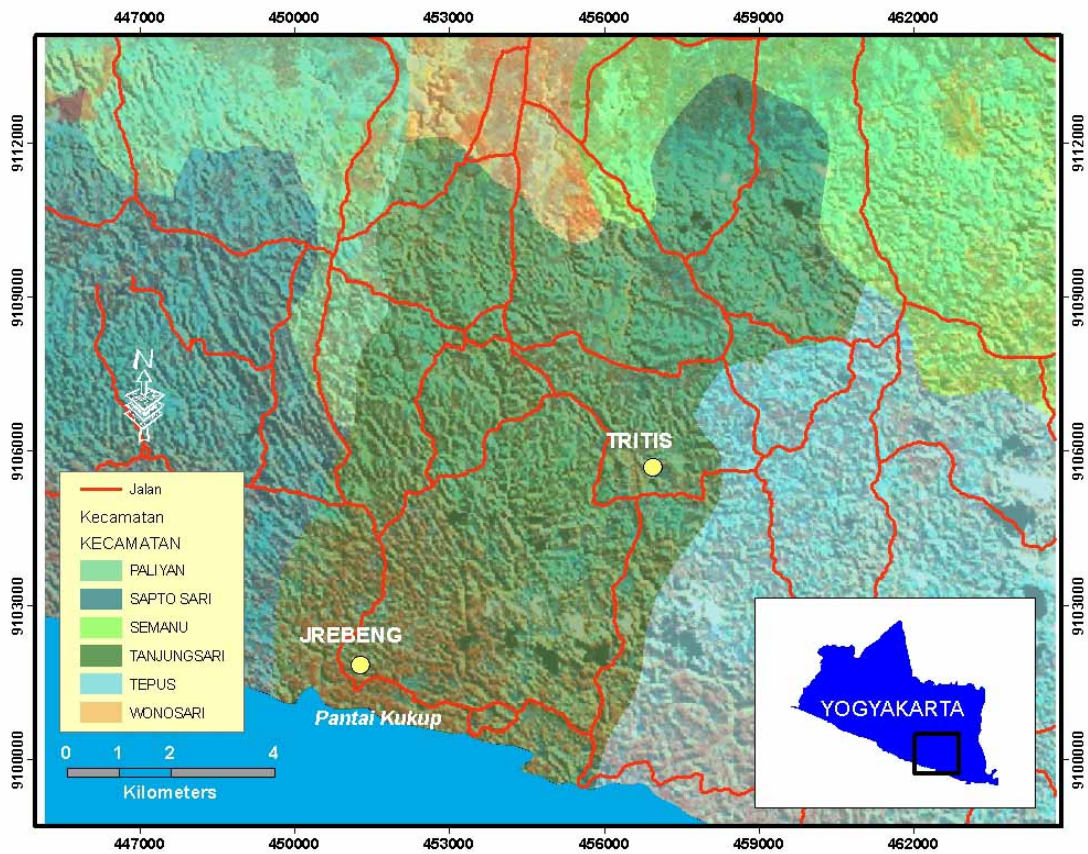 447000 450000 453000 456000 459000 462000
9112000 9112000
9109000 9109000
N
9106000 9106000
TRITIS
Jalan
Kecamatan
KECAMATAN
PALIYAN
SAPTO SARI
SEMANU
TANJUNGSARI
TEPUS
WONOSARI
9103000 9103000
JREBENG
Pantai Kukup
YOGYAKARTA
9100000 9100000
0 1 2 4
Kilometers
447000 450000 453000 456000 459000 462000